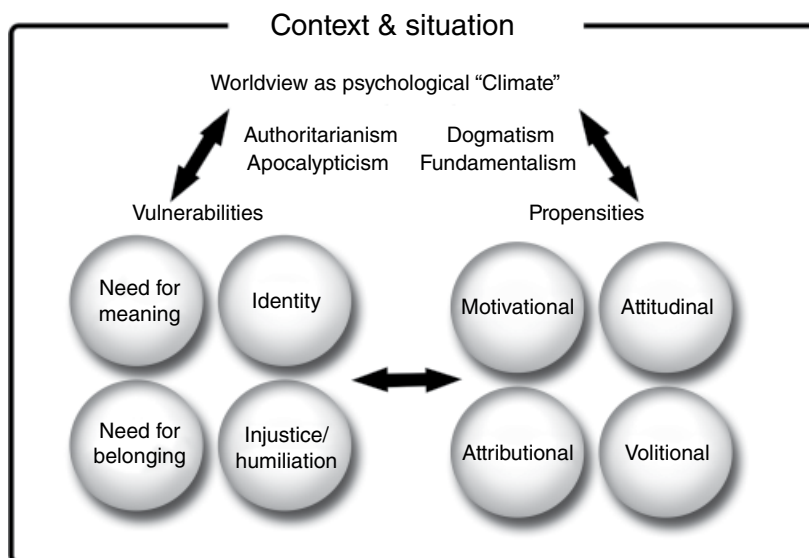 Context & situation
Worldview as psychological “Climate”
Authoritarianism Dogmatism
Apocalypticism Fundamentalism
Vulnerabilities
Propensities
Need for
meaning
Identity
Need for
belonging
Injustice/
humiliation
Motivational
Attitudinal
Attributional
Volitional